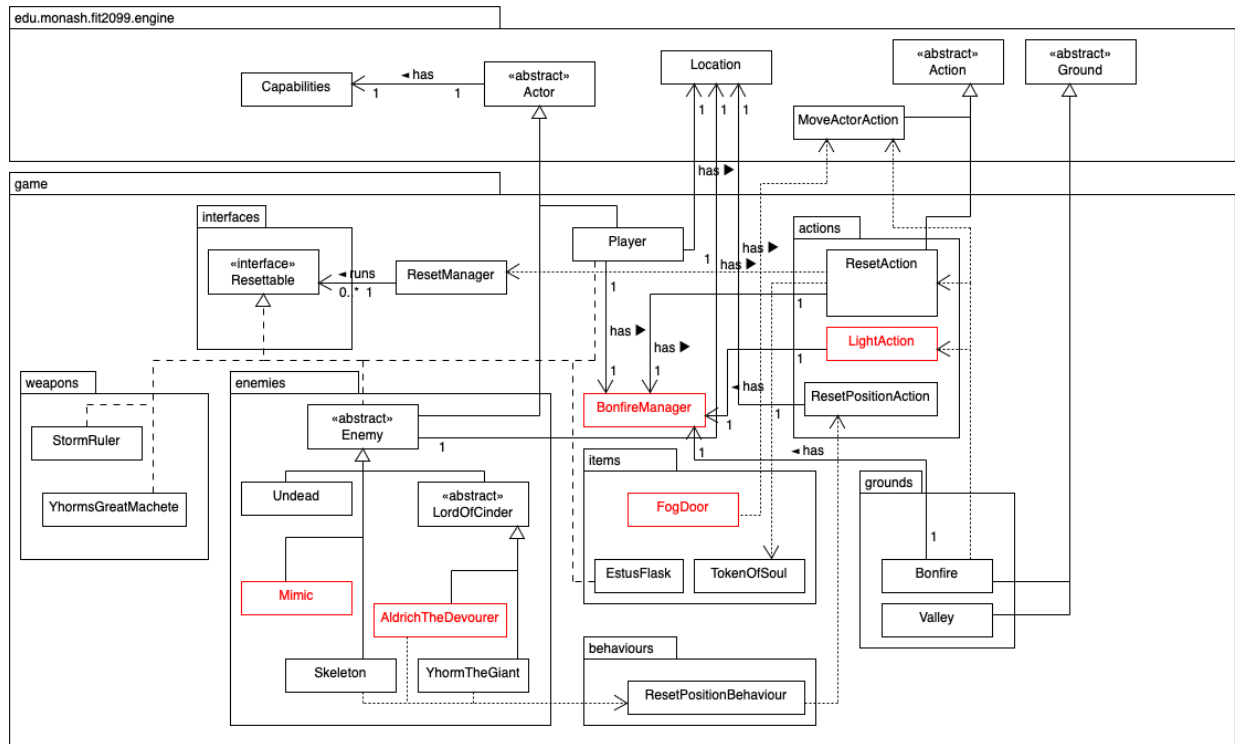 edu.monash.fit2099.engine
Capabilities
◄ has
1
1
«abstract»
Actor
Location
1
1
1
«abstract»
Action
«abstract»
Ground
MoveActorAction
has ►
game
interfaces
«interface»
Resettable
◄ runs
0..* 1
ResetManager
Player
1
1
has ►
has ►
actions
ResetAction
1
has ►
1
has ►
1
LightAction
1
◄ has
1
ResetPositionAction
1
BonfireManager
◄ has
1
weapons
StormRuler
YhormsGreatMachete
enemies
«abstract»
Enemy
1
Undead
«abstract»
LordOfCinder
Mimic
AldrichTheDevourer
Skeleton
YhormTheGiant
items
FogDoor
EstusFlask
TokenOfSoul
grounds
1
Bonfire
Valley
behaviours
ResetPositionBehaviour